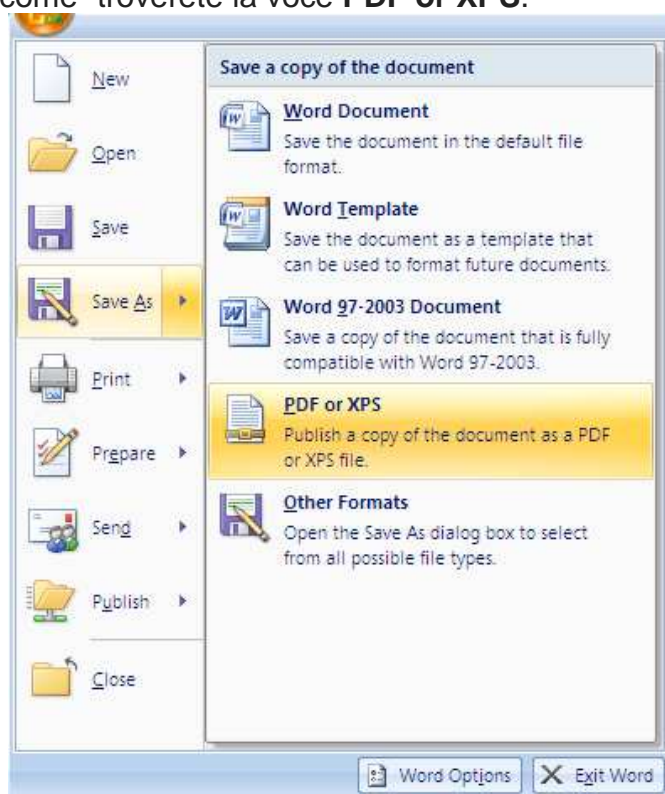 come" troverete la voce PDF or XPS.
New
Open
Save
Save As
Print
Prepare
Send
Publish
Close
Save a copy of the document
Word Document
Save the document in the default file
format.
Word Template
Save the document as a template that
can be used to format future documents.
Word 97-2003 Document
Save a copy of the document that is fully
compatible with Word 97-2003.
PDF or XPS
Publish a copy of the document as a PDF
or XPS file.
Other Formats
Open the Save As dialog box to select
from all possible file types.
Word Options
Exit Word